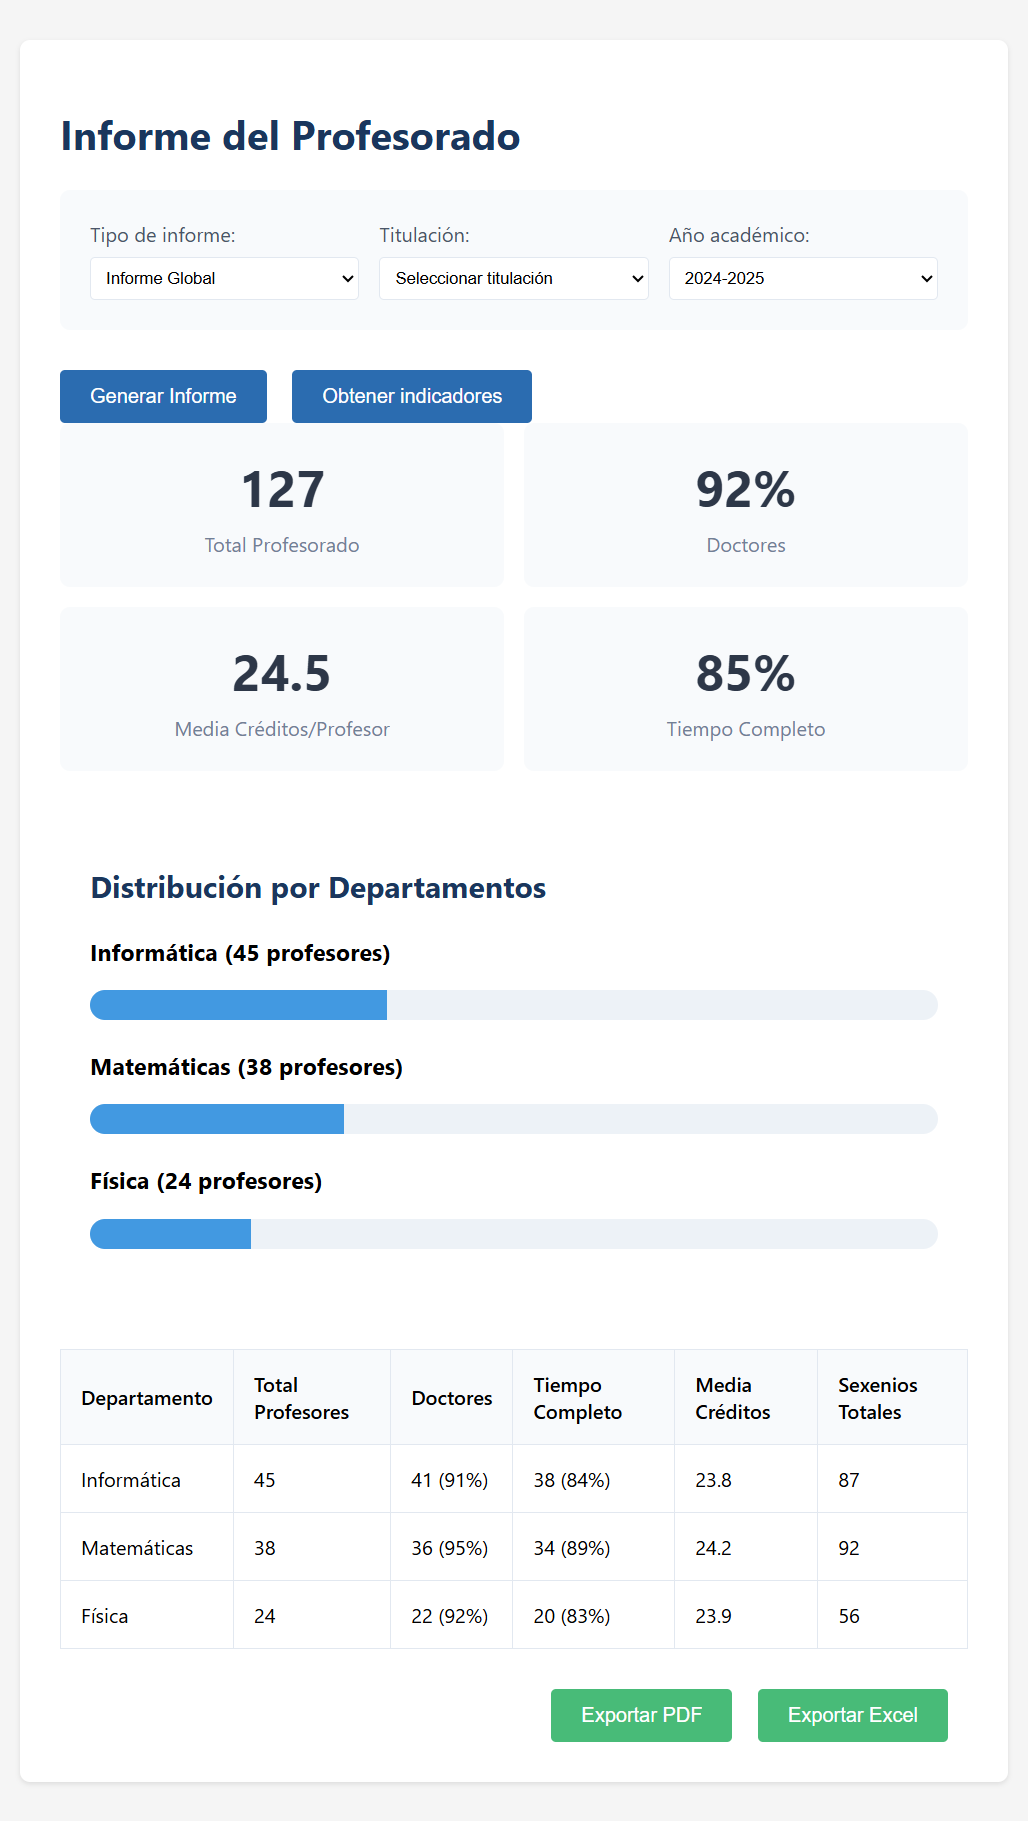 Informe del Profesorado
Tipo de informe:
Titulación:
Año académico:
Informe Global
Seleccionar titulación
2024-2025
Generar Informe
Obtener indicadores
127
Total Profesorado
92%
Doctores
24.5
Media Créditos/Profesor
85%
Tiempo Completo
Distribución por Departamentos
Informática (45 profesores)
Matemáticas (38 profesores)
Física (24 profesores)
Departamento
Total
Profesores
Doctores
Tiempo
Completo
Media
Créditos
Sexenios
Totales
Informática 45 41 (91%) 38 (84%) 23.8 87
Matemáticas 38 36 (95%) 34 (89%) 24.2 92
Física 24 22 (92%) 20 (83%) 23.9 56
Exportar PDF
Exportar Excel